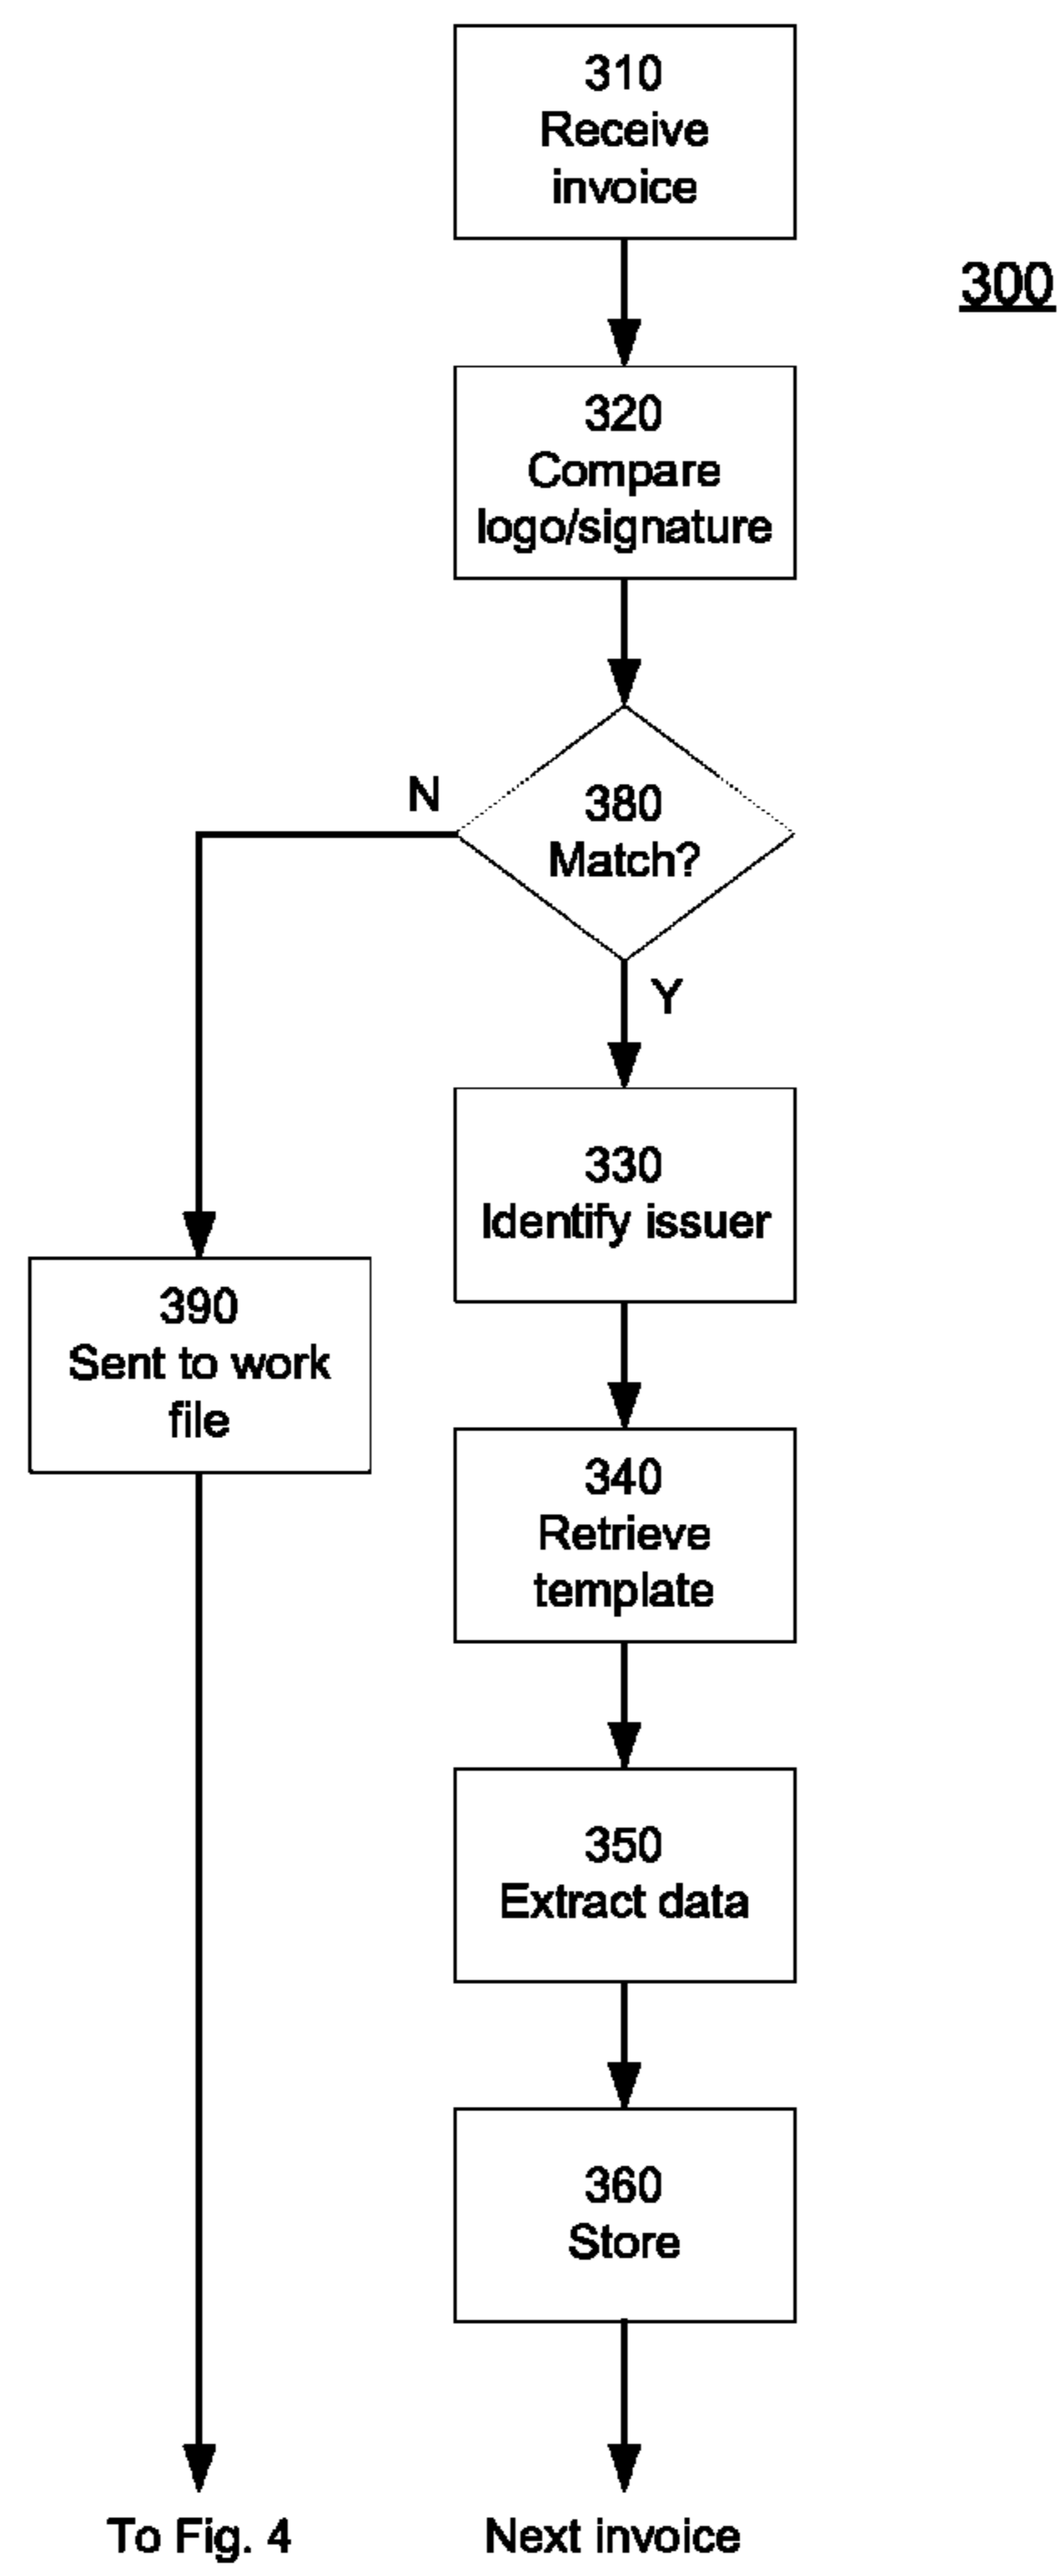 310
Receive
invoice
300
320
Compare
logo/signature
N
380
Match?
Y
330
Identify issuer
390
Sent to work
file
340
Retrieve
template
350
Extract data
360
Store
To Fig. 4
Next invoice